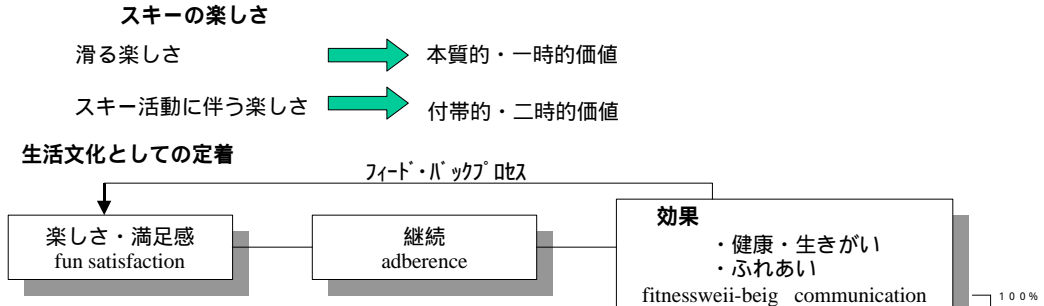 スキーの楽しさ
滑る楽しさ
本質的・一時的価値
スキー活動に伴う楽しさ
付帯的・二時的価値
生活文化としての定着
フィード・バックプロセス
楽しさ・満足感
fun satisfaction
継続
adberence
効果
・健康・生きがい
・ふれあい
fitnessweii-beig communication
100%